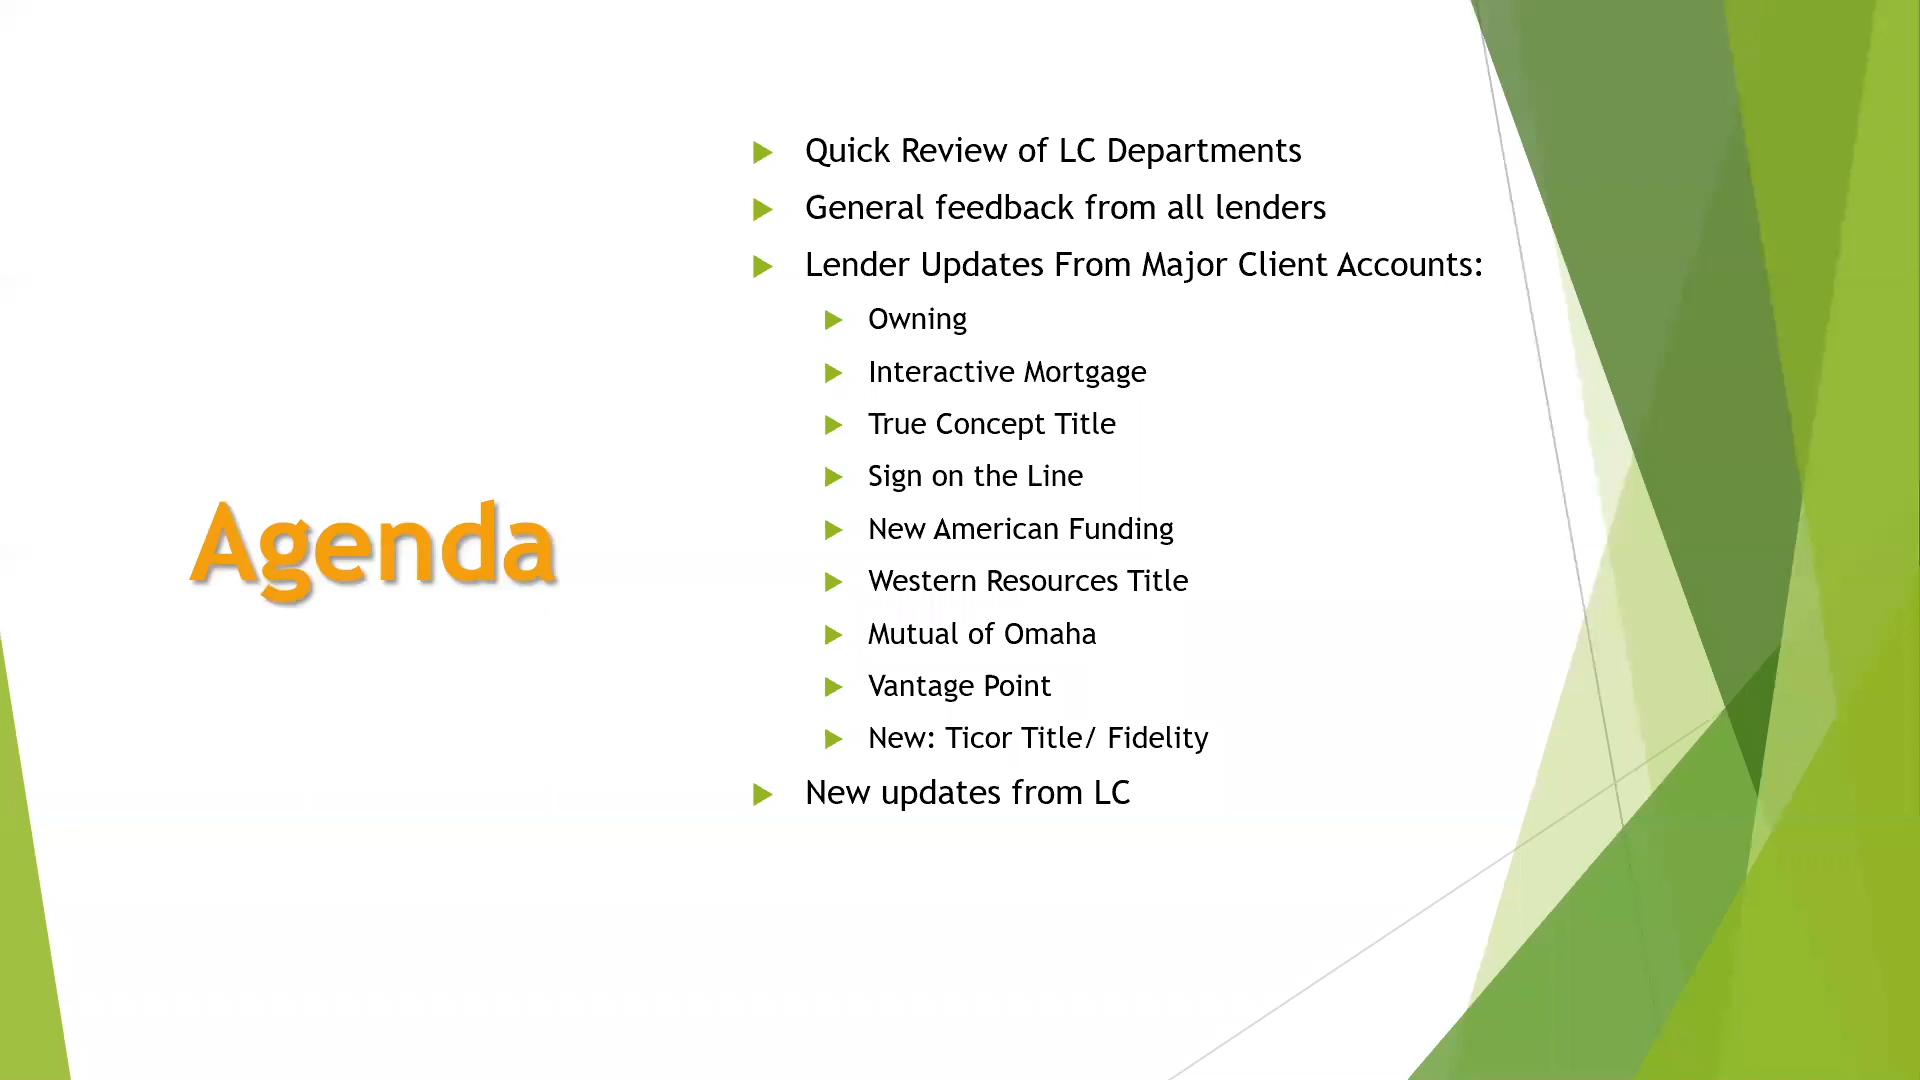 Agenda
Quick Review of LC Departments
General feedback from all lenders
Lender Updates From Major Client Accounts:
Owning
Interactive Mortgage
True Concept Title
Sign on the Line
New American Funding
Western Resources Title
Mutual of Omaha
Vantage Point
New: Ticor Title/ Fidelity
New updates from LC